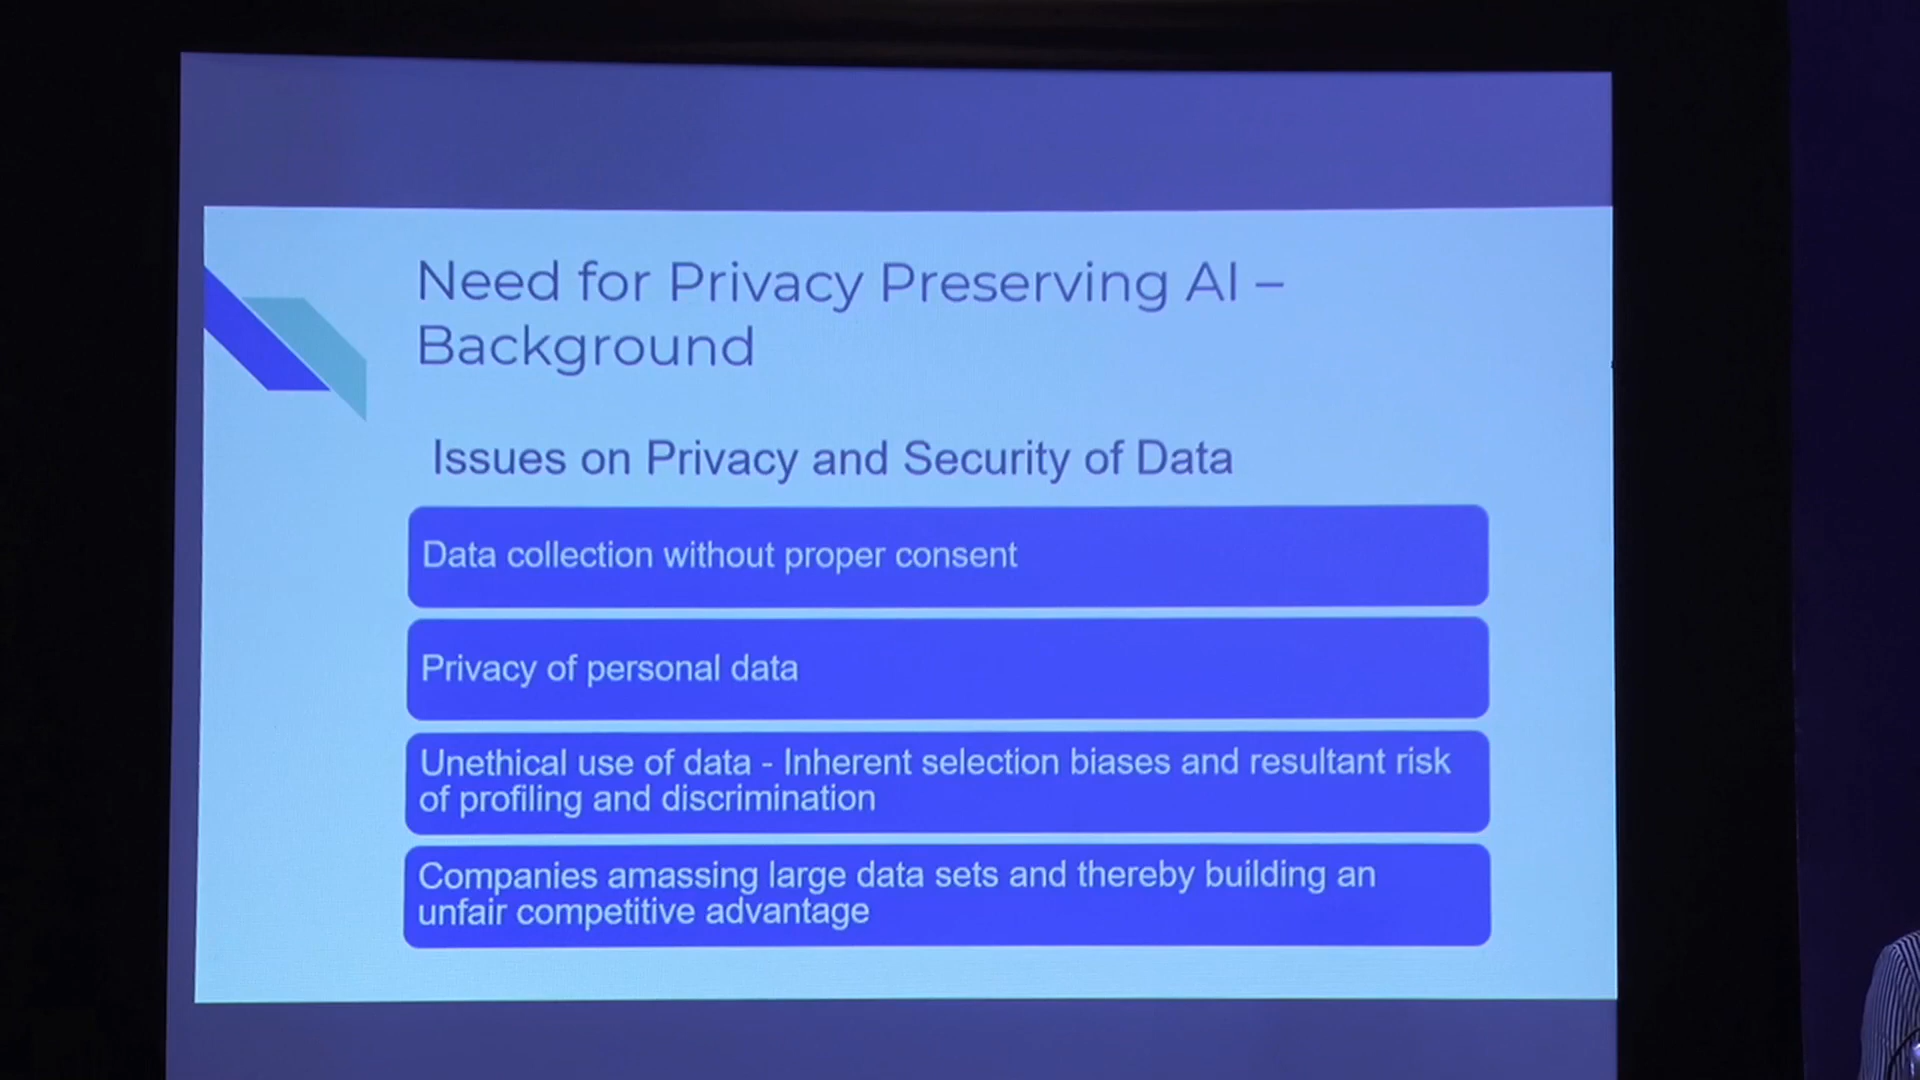 Need for Privacy Preserving AI –
Background
Issues on Privacy and Security of Data
Data collection without proper consent
Privacy of personal data
Unethical use of data - Inherent selection biases and resultant risk
of profiling and discrimination
Companies amassing large data sets and thereby building an
unfair competitive advantage